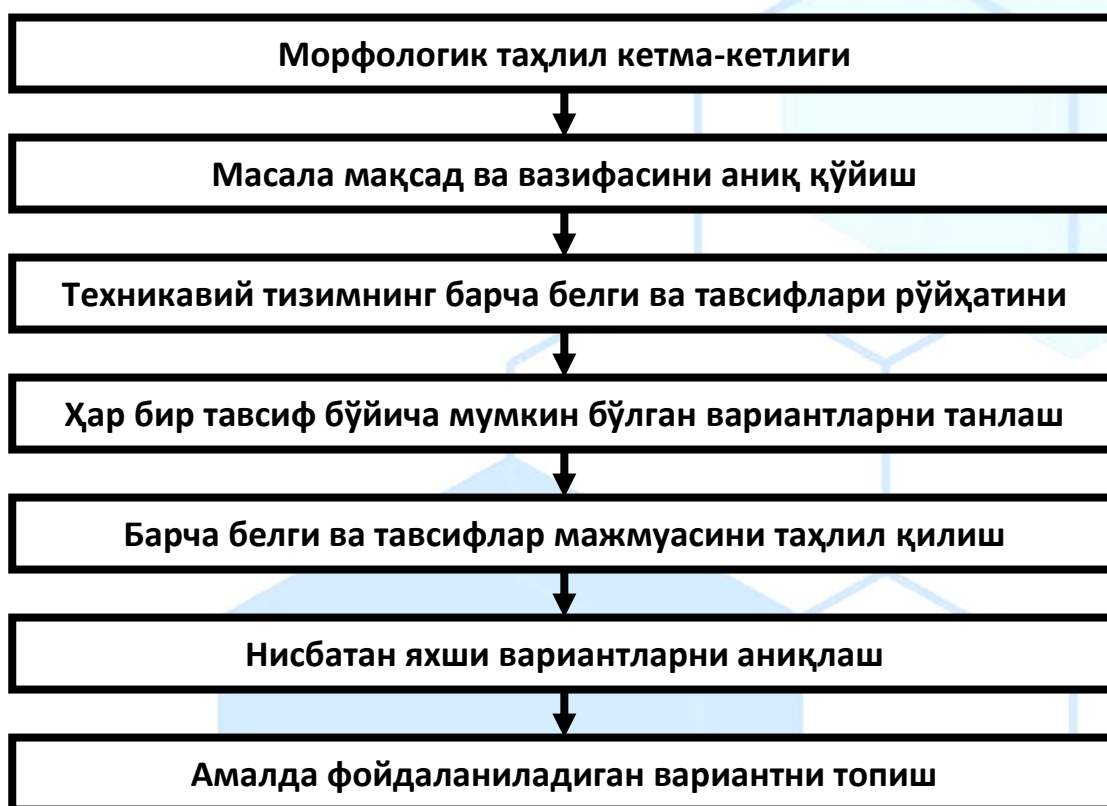 Морфологик таҳлил кетма-кетлиги
Масала мақсад ва вазифасини аниқ қўйиш
Техникавий тизимнинг барча белги ва тавсифлари рўйҳатини
Ҳар бир тавсиф бўйича мумкин бўлган вариантларни танлаш
Барча белги ва тавсифлар мажмуасини таҳлил қилиш
Нисбатан яхши вариантларни аниқлаш
Амалда фойдаланиладиган вариантни топиш